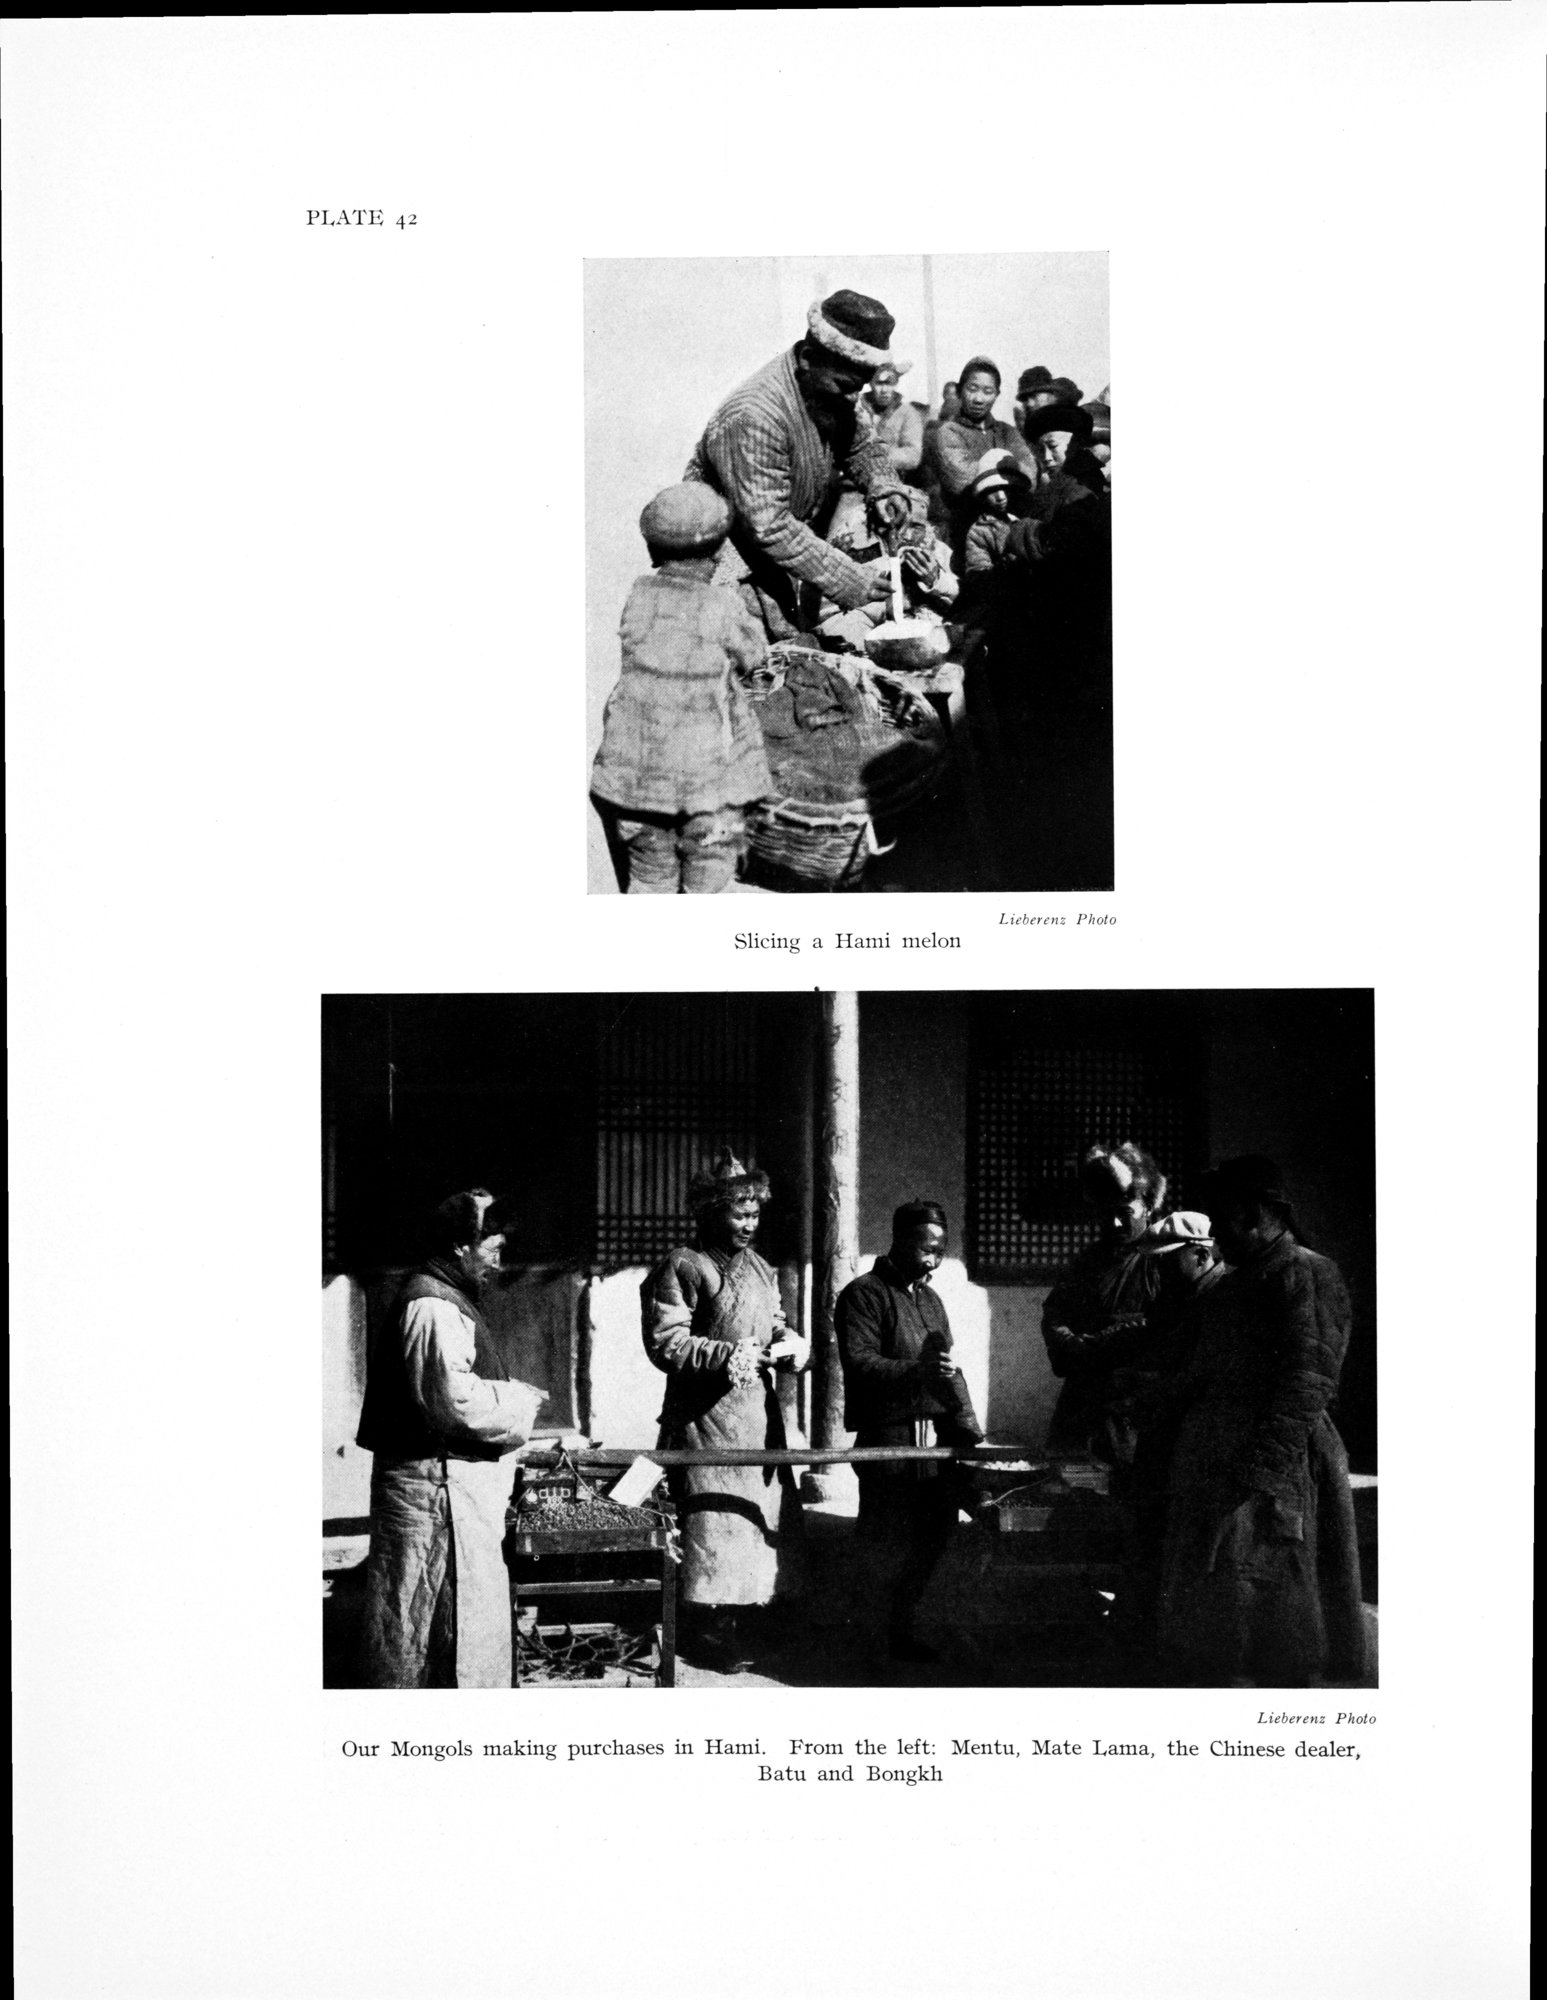 PLATE 42
Lieberenz Photo
Slicing a Hami melon
Lieberenz Photo
Our Mongols making purchases in Hami. From the left: Mentu, Mate Lama, the Chinese dealer,
Batu and Bongkh